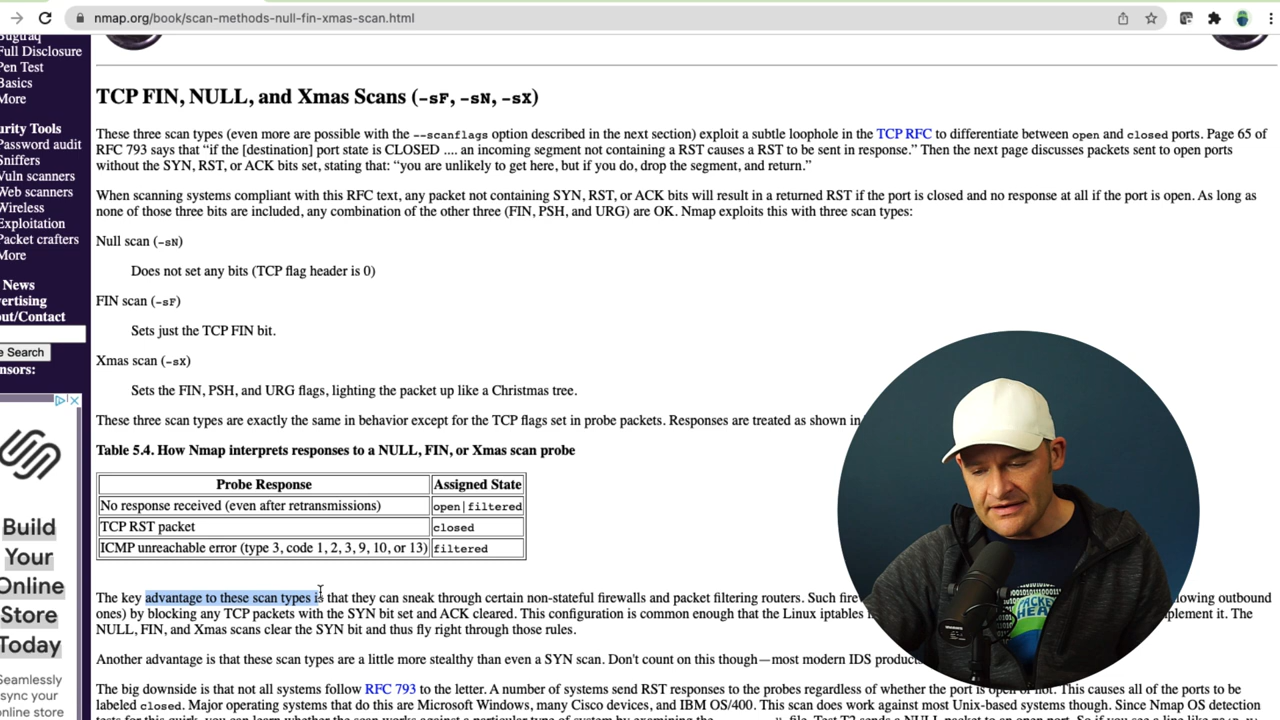 nmap.org/book/scan-methods-null-fin-xmas-scan.html
Bugtraq
Full Disclosure
Pen Test
Basics
More
urity Tools
Password audit
Sniffers
Vuln scanners
Web scanners
Wireless
Exploitation
Packet crafters
More
News
ertising
out/Contact
e Search
nsors:
Build
Your
Online
Store
Today
Seamlessly
sync your
online store
TCP FIN, NULL, and Xmas Scans (-sF, -sN, -sX)
These three scan types (even more are possible with the --scanflags option described in the next section) exploit a subtle loophole in the TCP RFC to differentiate between open and closed ports. Page 65 of
RFC 793 says that “if the [destination] port state is CLOSED .... an incoming segment not containing a RST causes a RST to be sent in response.” Then the next page discusses packets sent to open ports
without the SYN, RST, or ACK bits set, stating that: “you are unlikely to get here, but if you do, drop the segment, and return.”
When scanning systems compliant with this RFC text, any packet not containing SYN, RST, or ACK bits will result in a returned RST if the port is closed and no response at all if the port is open. As long as
none of those three bits are included, any combination of the other three (FIN, PSH, and URG) are OK. Nmap exploits this with three scan types:
Null scan (-sN)
Does not set any bits (TCP flag header is 0)
FIN scan (-sF)
Sets just the TCP FIN bit.
Xmas scan (-sX)
Sets the FIN, PSH, and URG flags, lighting the packet up like a Christmas tree.
These three scan types are exactly the same in behavior except for the TCP flags set in probe packets. Responses are treated as shown in
Table 5.4. How Nmap interprets responses to a NULL, FIN, or Xmas scan probe
Probe Response Assigned State
No response received (even after retransmissions) open|filtered
TCP RST packet closed
ICMP unreachable error (type 3, code 1, 2, 3, 9, 10, or 13) filtered
The key advantage to these scan types is that they can sneak through certain non-stateful firewalls and packet filtering routers. Such fire lowing outbound
ones) by blocking any TCP packets with the SYN bit set and ACK cleared. This configuration is common enough that the Linux iptables plement it. The
NULL, FIN, and Xmas scans clear the SYN bit and thus fly right through those rules.
Another advantage is that these scan types are a little more stealthy than even a SYN scan. Don't count on this though—most modern IDS products
The big downside is that not all systems follow RFC 793 to the letter. A number of systems send RST responses to the probes regardless of whether the port is open or not. This causes all of the ports to be
labeled closed. Major operating systems that do this are Microsoft Windows, many Cisco devices, and IBM OS/400. This scan does work against most Unix-based systems though. Since Nmap OS detection